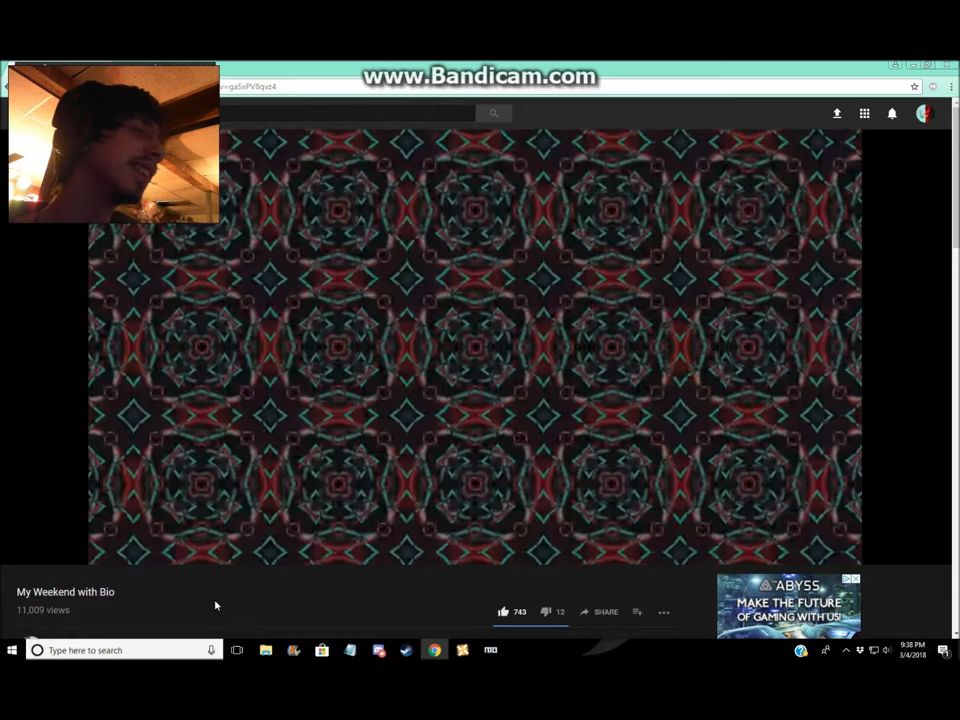 www.Bandicam.com
v=ga5xPV8qvz4
My Weekend with Bio
11,009 views
743
12
SHARE
ABYSS
MAKE THE FUTURE
OF GAMING WITH US!
Type here to search
9:38 PM
3/4/2018